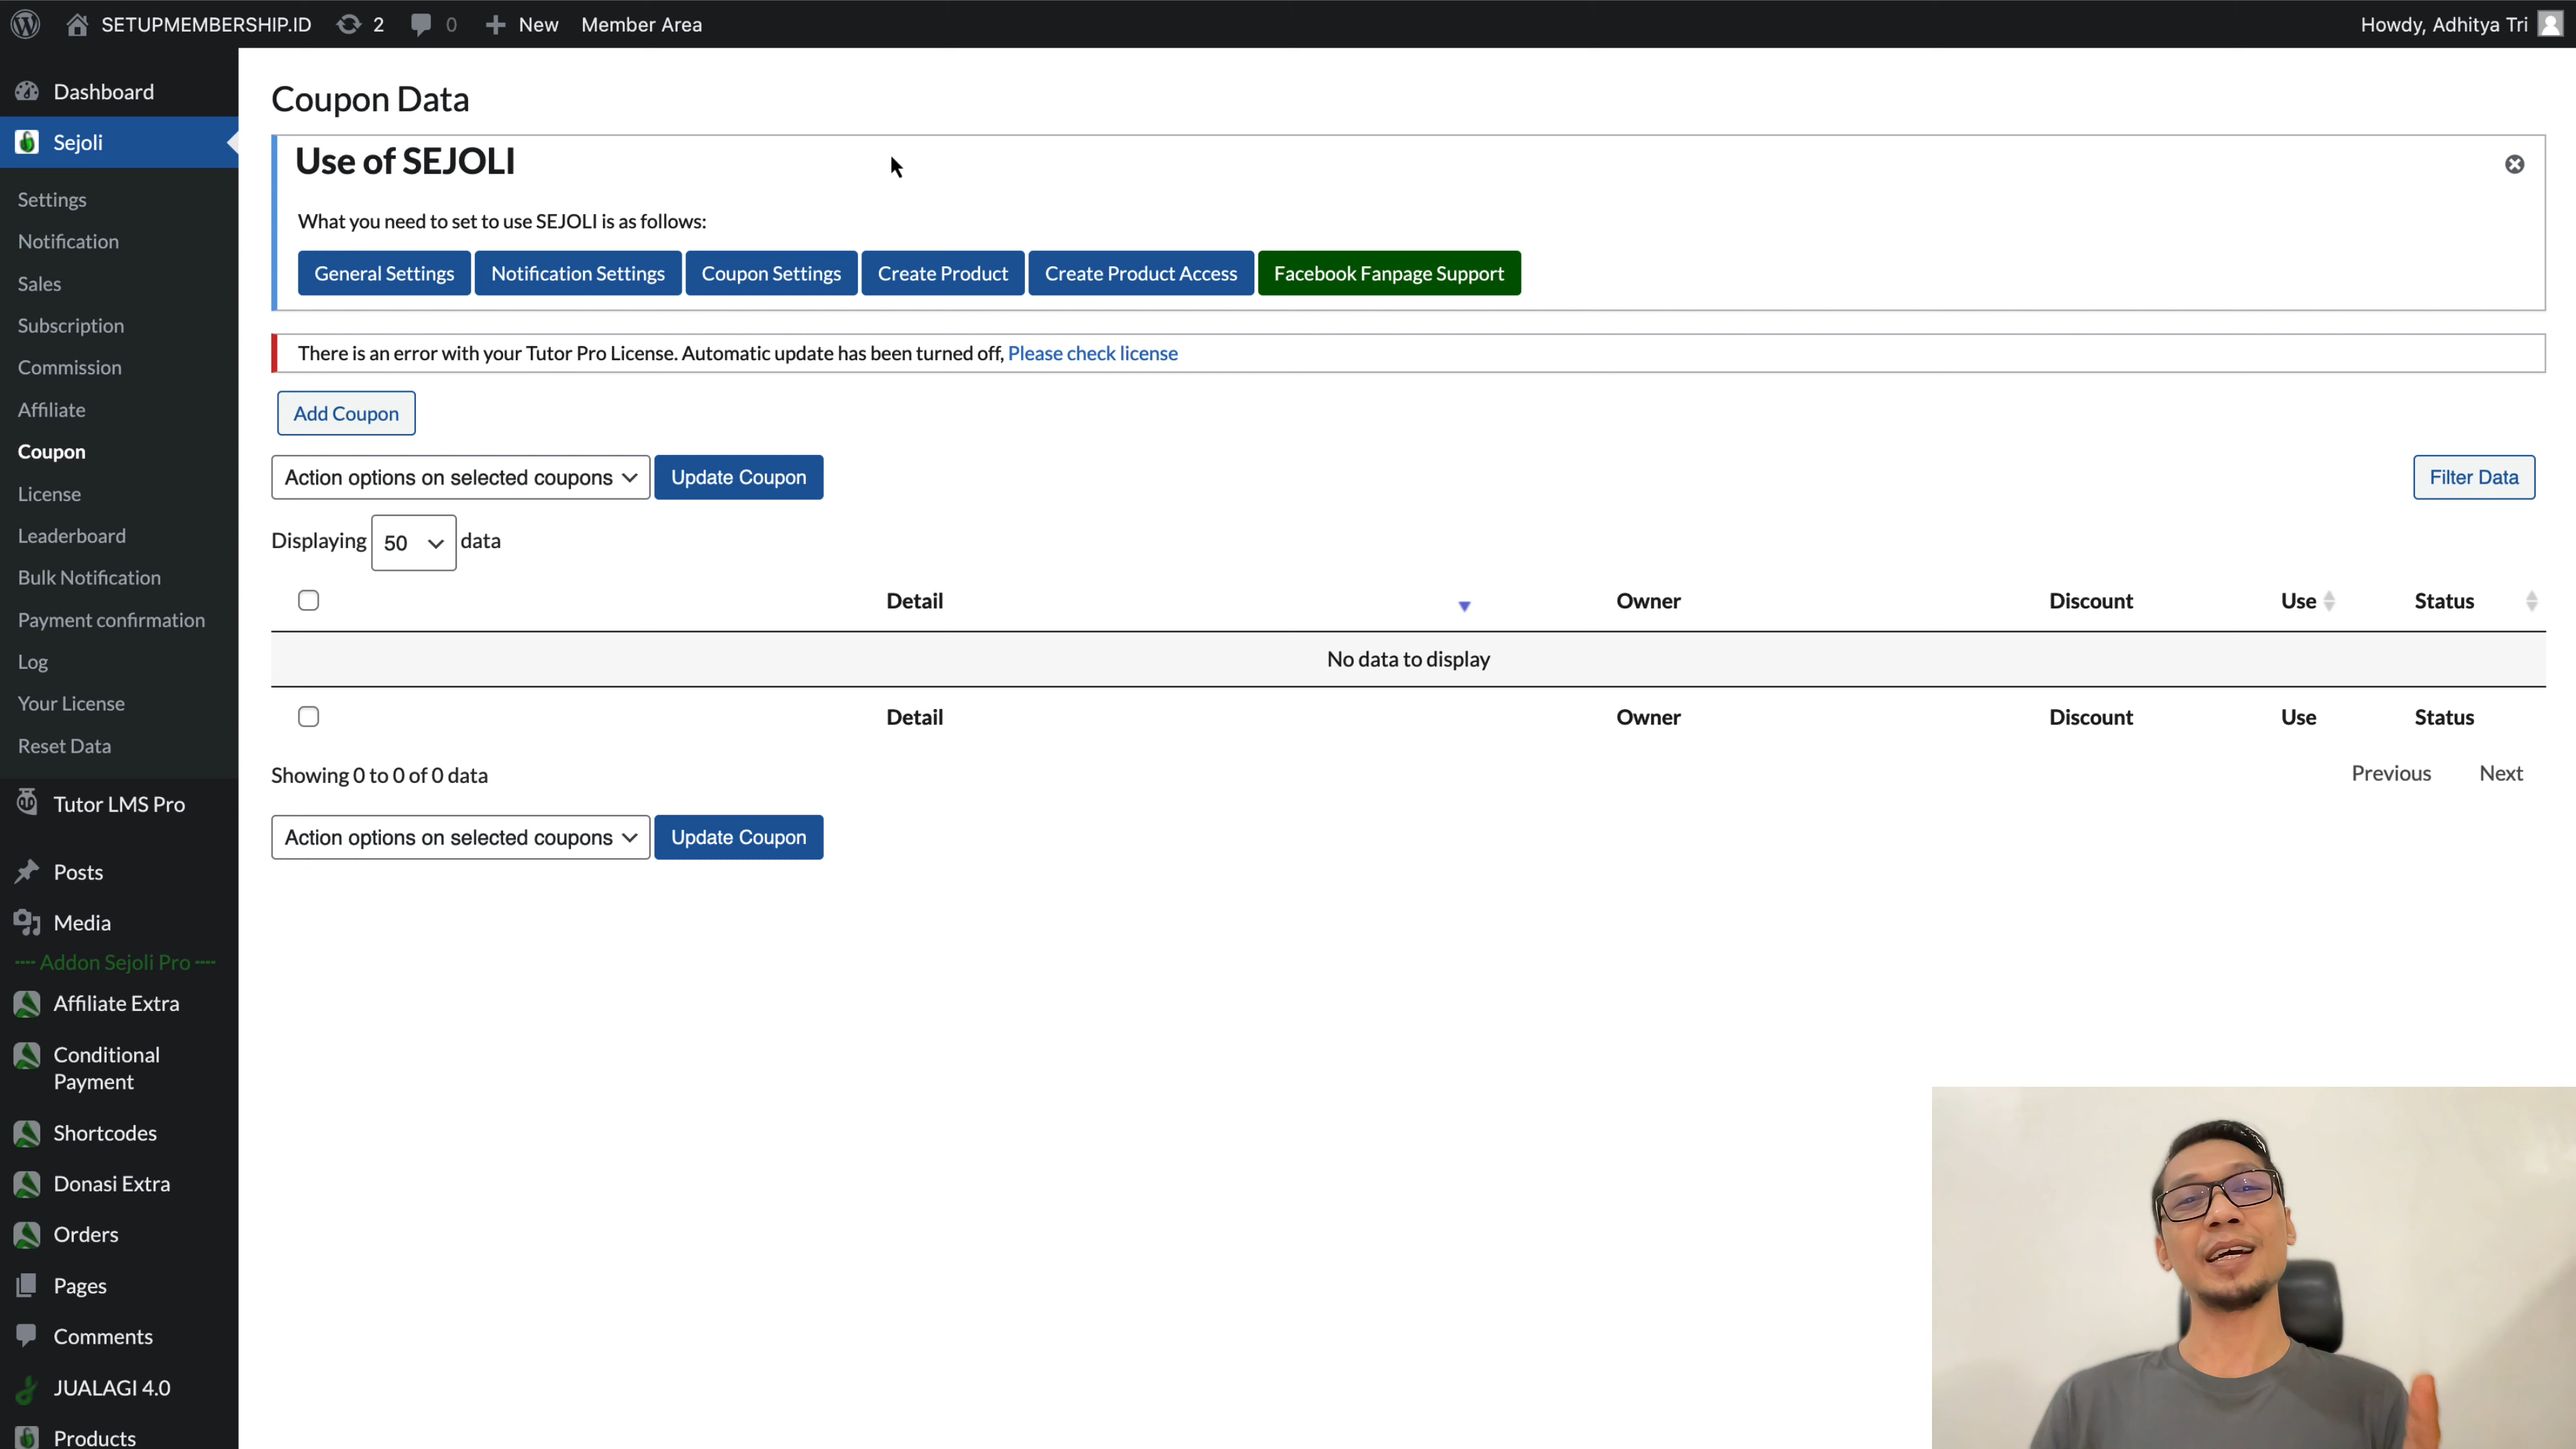 SETUPMEMBERSHIP.ID 2 0 New Member Area Howdy, Adhitya Tri
Dashboard
Sejoli
Settings
Notification
Sales
Subscription
Commission
Affiliate
Coupon
License
Leaderboard
Bulk Notification
Payment confirmation
Log
Your License
Reset Data
Tutor LMS Pro
Posts
Media
---- Addon Sejoli Pro ----
Affiliate Extra
Conditional
Payment
Shortcodes
Donasi Extra
Orders
Pages
Comments
JUALAGI 4.0
Products
Coupon Data
Use of SEJOLI
What you need to set to use SEJOLI is as follows:
General Settings Notification Settings Coupon Settings Create Product Create Product Access Facebook Fanpage Support
There is an error with your Tutor Pro License. Automatic update has been turned off, Please check license
Add Coupon
Action options on selected coupons Update Coupon Filter Data
Displaying 50 data
Detail Owner Discount Use Status
No data to display
Detail Owner Discount Use Status
Showing 0 to 0 of 0 data Previous Next
Action options on selected coupons Update Coupon